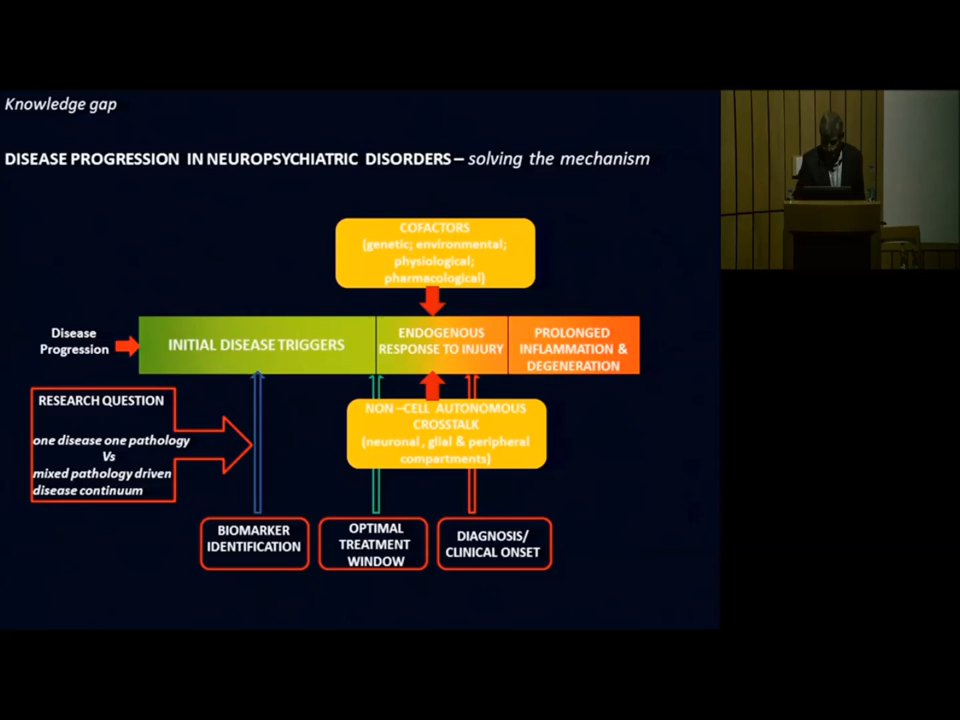 Knowledge gap
DISEASE PROGRESSION IN NEUROPSYCHIATRIC DISORDERS – solving the mechanism
COFACTORS
(genetic; environmental;
physiological;
pharmacological)
Disease
Progression
INITIAL DISEASE TRIGGERS
ENDOGENOUS
RESPONSE TO INJURY
PROLONGED
INFLAMMATION &
DEGENERATION
RESEARCH QUESTION
one disease one pathology
Vs
mixed pathology driven
disease continuum
NON –CELL AUTONOMOUS
CROSSTALK
(neuronal , glial & peripheral
compartments)
BIOMARKER
IDENTIFICATION
OPTIMAL
TREATMENT
WINDOW
DIAGNOSIS/
CLINICAL ONSET